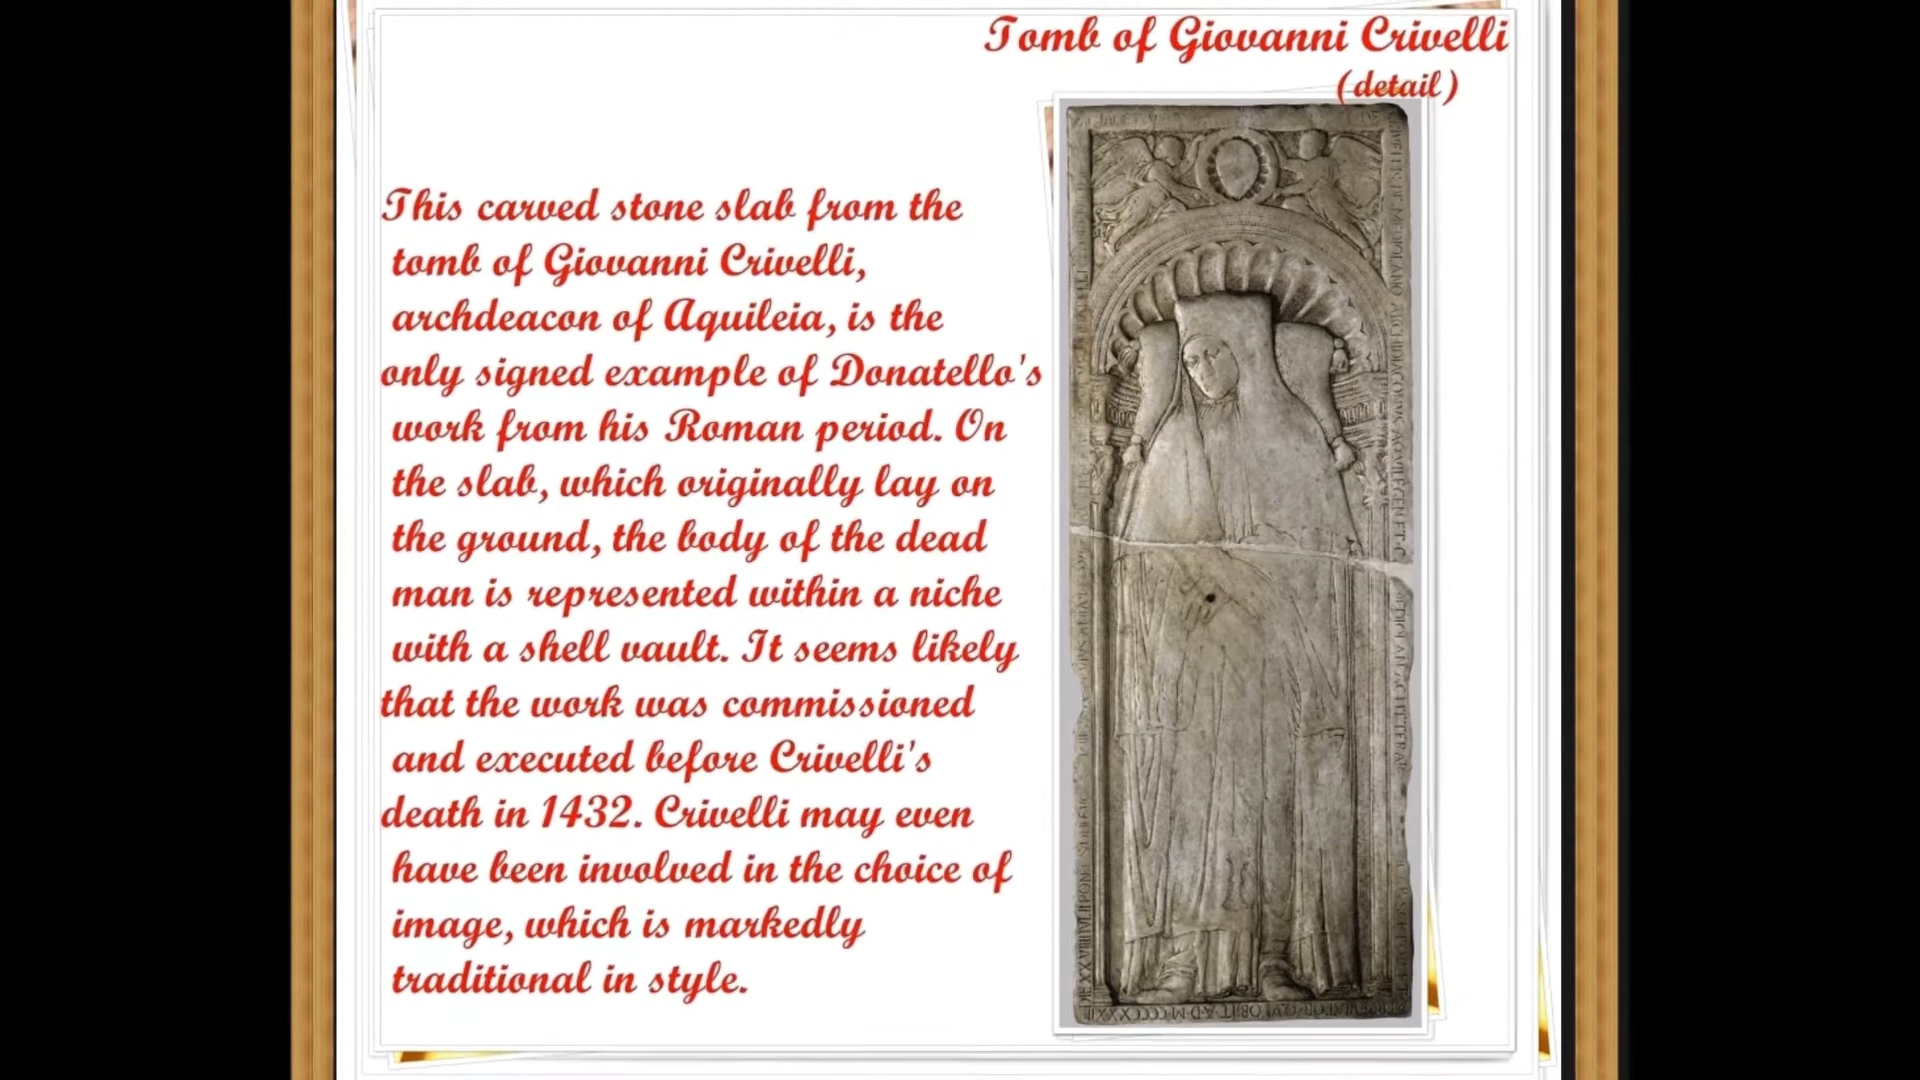 Tomb of Giovanni Crivelli
(detail)
This carved stone slab from the
tomb of Giovanni Crivelli,
archdeacon of Aquileia, is the
only signed example of Donatello's
work from his Roman period. On
the slab, which originally lay on
the ground, the body of the dead
man is represented within a niche
with a shell vault. It seems likely
that the work was commissioned
and executed before Crivelli's
death in 1432. Crivelli may even
have been involved in the choice of
image, which is markedly
traditional in style.